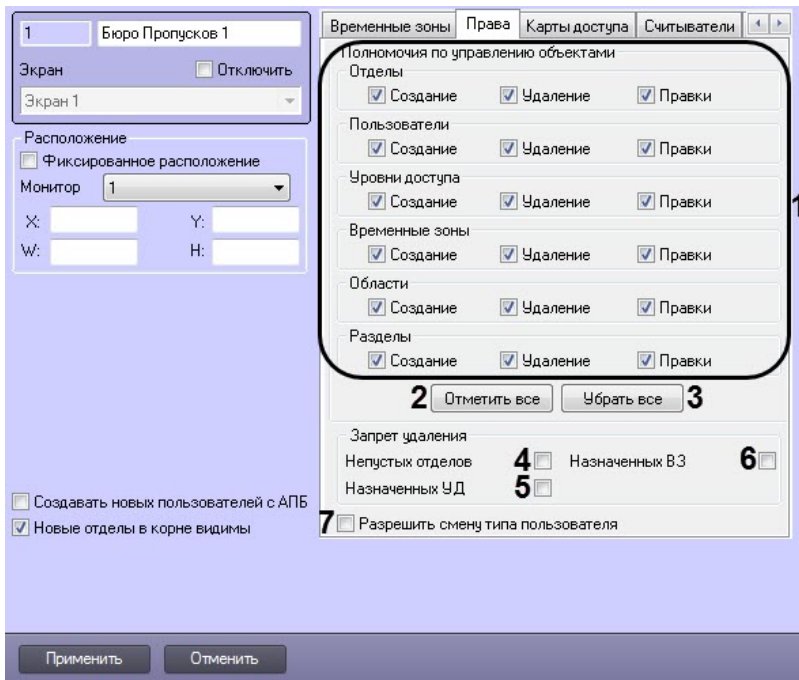 1 Бюро Пропусков 1
Экран Отключить
Экран 1
Расположение
Фиксированное расположение
Монитор 1
X: Y:
W: H:
Создавать новых пользователей с АПБ
Новые отделы в корне видимы
Временные зоны Права Карты доступа Считыватели
Полномочия по управлению объектами
Отделы
Создание Удаление Правки
Пользователи
Создание Удаление Правки
Уровни доступа
Создание Удаление Правки
1
Временные зоны
Создание Удаление Правки
Области
Создание Удаление Правки
Разделы
Создание Удаление Правки
2 Отметить все Убрать все 3
Запрет удаления
Непустых отделов 4 Назначенных ВЗ 6
Назначенных УД 5
7 Разрешить смену типа пользователя
Применить Отменить